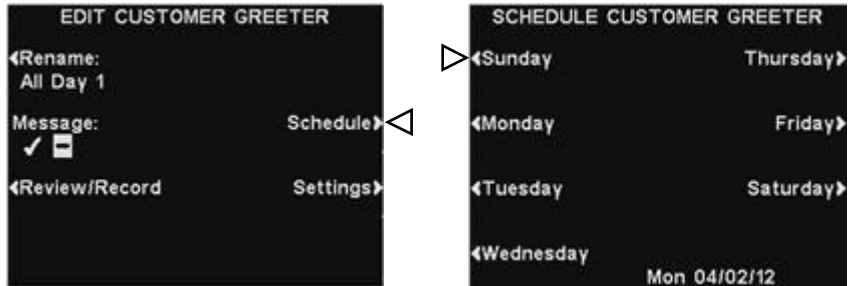 EDIT CUSTOMER GREETER
Rename:
All Day 1
Message: Schedule
Review/Record Settings
SCHEDULE CUSTOMER GREETER
Sunday Thursday
Monday Friday
Tuesday Saturday
Wednesday
Mon 04/02/12